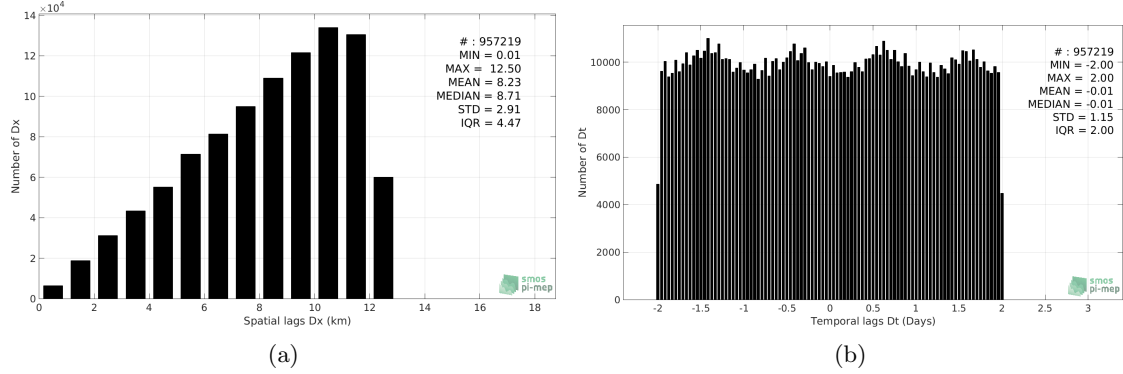 ×10⁴
14
12
10
8
6
4
2
0
Number of Dx
# : 957219
MIN = 0.01
MAX = 12.50
MEAN = 8.23
MEDIAN = 8.71
STD = 2.91
IQR = 4.47
smos
pi-mep
0 2 4 6 8 10 12 14 16 18
Spatial lags Dx (km)
(a)
10000
8000
6000
4000
2000
0
Number of Dt
# : 957219
MIN = -2.00
MAX = 2.00
MEAN = -0.01
MEDIAN = -0.01
STD = 1.15
IQR = 2.00
smos
pi-mep
-2 -1.5 -1 -0.5 0 0.5 1 1.5 2 2.5 3
Temporal lags Dt (Days)
(b)